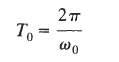 T₀ = 2π / ω₀